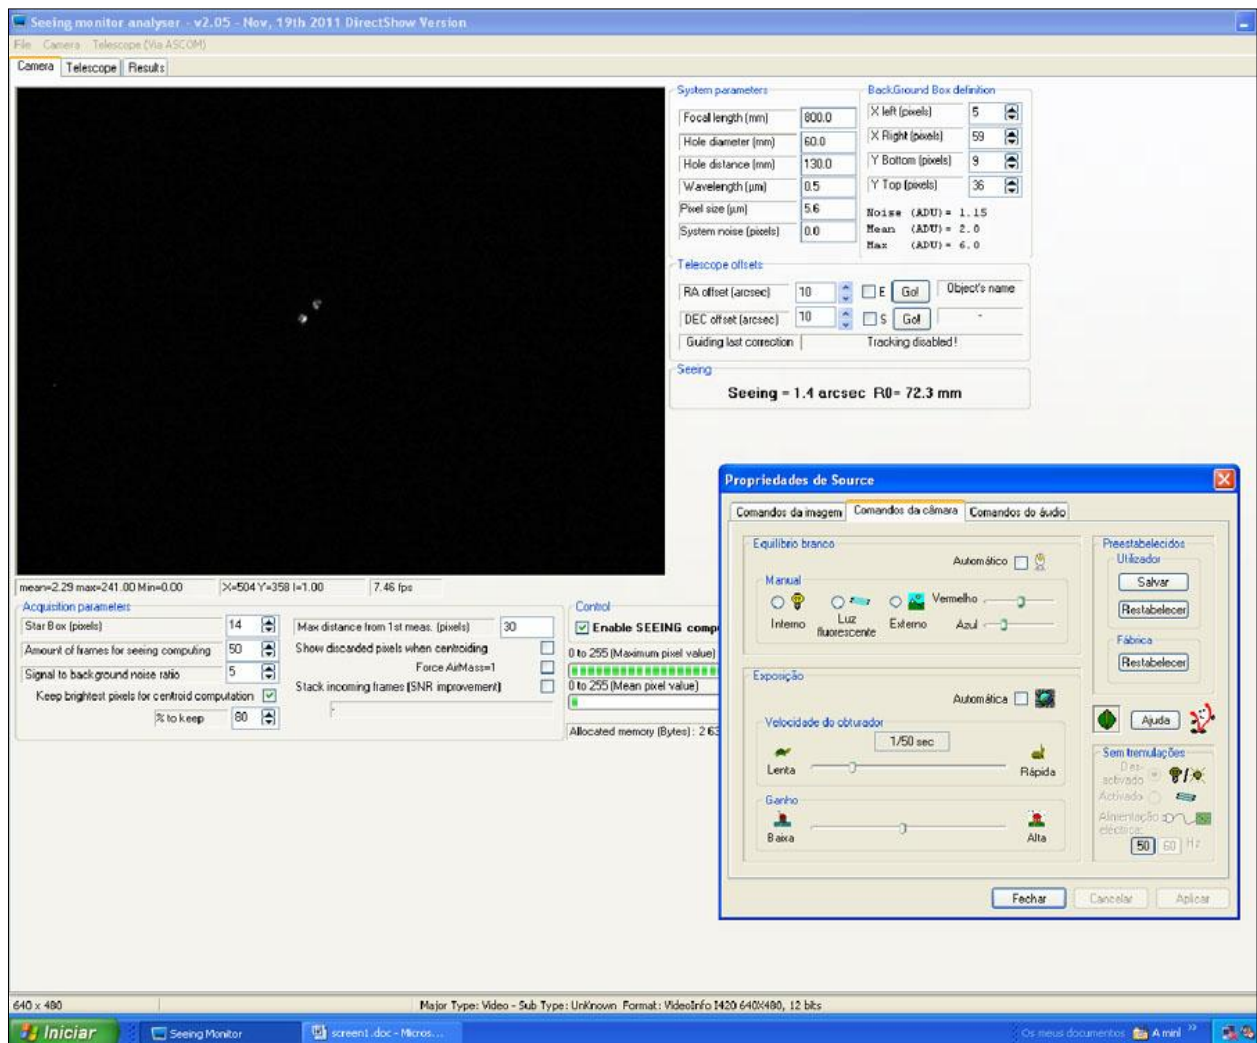 Seeing monitor analyser - v2.05 - Nov, 19th 2011 DirectShow Version
File Camera Telescope (Via ASCOM)
Camera Telescope Results
System parameters
Focal length (mm) 800.0
Hole diameter (mm) 60.0
Hole distance (mm) 130.0
Wavelength (µm) 0.5
Pixel size (µm) 5.6
System noise (pixels) 0.0
BackGround Box definition
X left (pixels) 5
X Right (pixels) 59
Y Bottom (pixels) 9
Y Top (pixels) 36
Noise (ADU)= 1.15
Mean (ADU)= 2.0
Max (ADU)= 6.0
Telescope offsets
RA offset (arcsec) 10 E Go! Object's name
DEC offset (arcsec) 10 S Go! -
Guiding last correction Tracking disabled!
Seeing
Seeing = 1.4 arcsec R0= 72.3 mm
mean=2.29 max=241.00 Min=0.00 X=504 Y=358 I=1.00 7.46 fps
Acquisition parameters
Star Box (pixels) 14
Amount of frames for seeing computing 50
Signal to background noise ratio 5
Keep brightest pixels for centroid computation
% to keep 80
Max distance from 1st meas. (pixels) 30
Show discarded pixels when centroiding
Force AirMass=1
Stack incoming frames (SNR improvement)
-
Control
Enable SEEING comp
0 to 255 (Maximum pixel value)
0 to 255 (Mean pixel value)
Allocated memory (Bytes) : 2 63
Propriedades de Source
Comandos da imagem Comandos da câmara Comandos do áudio
Equilíbrio branco
Automático
Manual
Interno
Luz fluorescente
Externo
Vermelho
Azul
Exposição
Automática
Velocidade do obturador
1/50 sec
Lenta Rápida
Ganho
Baixa Alta
Preestabelecidos
Utilizador
Salvar
Restabelecer
Fábrica
Restabelecer
Ajuda
Sem tremulações
Des-
activado
Activado
Alimentação
eléctrica:
50 60 Hz
Fechar Cancelar Aplicar
640 x 480 Major Type: Video - Sub Type: UnKnown Format: VideoInfo I420 640X480, 12 bits
Iniciar Seeing Monitor screen1.doc - Micros... Os meus documentos A minl »